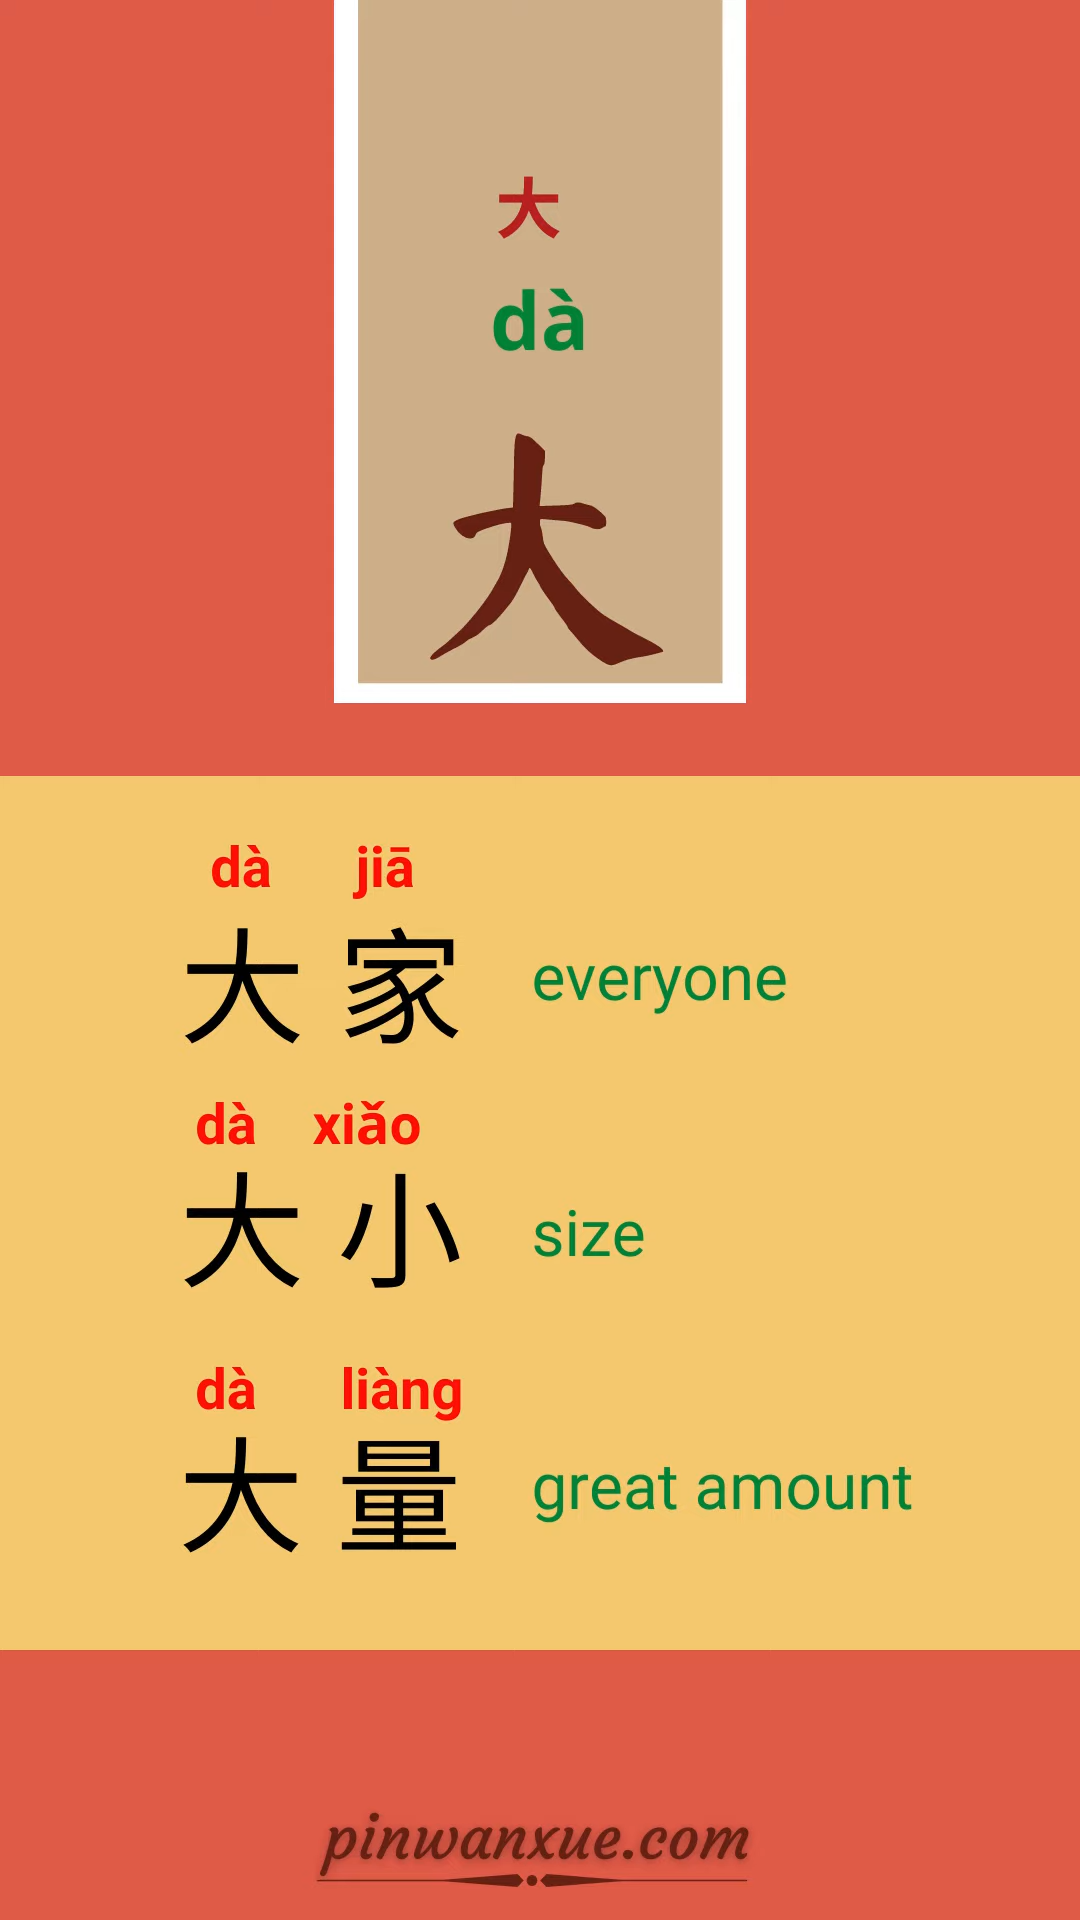 大
dà
大
dà jiā
大家 everyone
dà xiǎo
大小 size
dà liàng
大量 great amount
pinwanxue.com